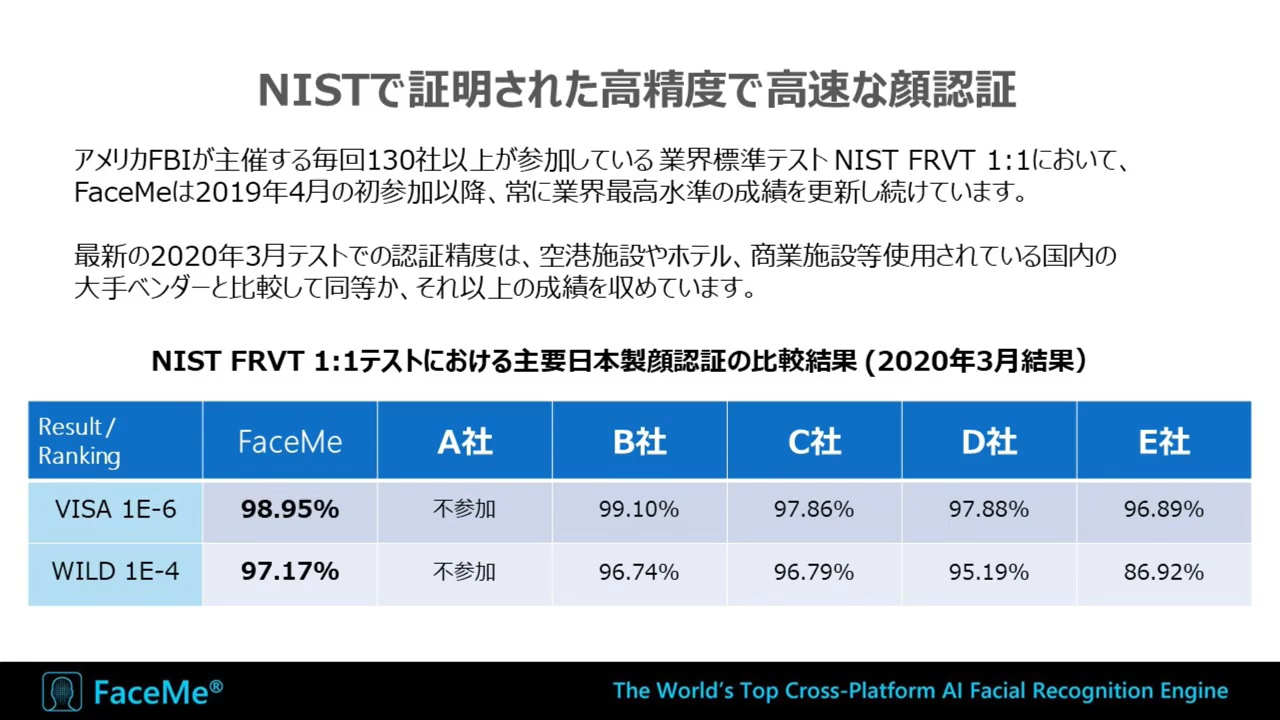 NISTで証明された高精度で高速な顔認証
アメリカFBIが主催する毎回130社以上が参加している 業界標準テスト NIST FRVT 1:1において、
FaceMeは2019年4月の初参加以降、常に業界最高水準の成績を更新し続けています。
最新の2020年3月テストでの認証精度は、空港施設やホテル、商業施設等使用されている国内の
大手ベンダーと比較して同等か、それ以上の成績を収めています。
NIST FRVT 1:1テストにおける主要日本製顔認証の比較結果 (2020年3月結果）
Result / Ranking FaceMe A社 B社 C社 D社 E社
VISA 1E-6 98.95% 不参加 99.10% 97.86% 97.88% 96.89%
WILD 1E-4 97.17% 不参加 96.74% 96.79% 95.19% 86.92%
FaceMe® The World's Top Cross-Platform AI Facial Recognition Engine